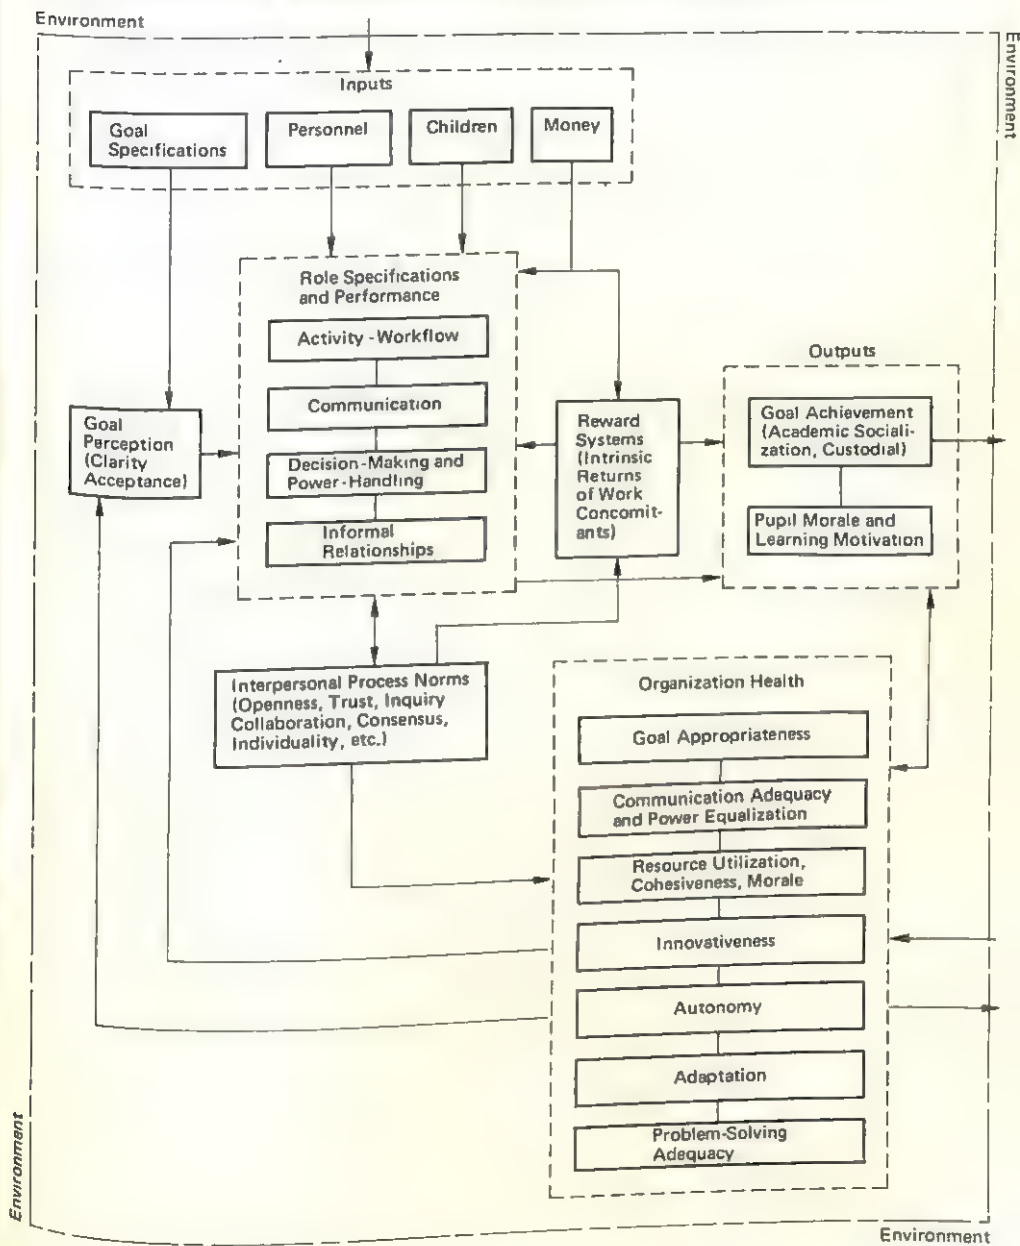 Environment
Environment
Inputs
Goal
Specifications
Personnel
Children
Money
Role Specifications
and Performance
Activity - Workflow
Communication
Decision-Making and
Power-Handling
Informal
Relationships
Goal
Perception
(Clarity
Acceptance)
Reward
Systems
(Intrinsic
Returns
of Work
Concomit-
ants)
Outputs
Goal Achievement
(Academic Sociali-
zation, Custodial)
Pupil Morale and
Learning Motivation
Interpersonal Process Norms
(Openness, Trust, Inquiry
Collaboration, Consensus,
Individuality, etc.)
Organization Health
Goal Appropriateness
Communication Adequacy
and Power Equalization
Resource Utilization,
Cohesiveness, Morale
Innovativeness
Autonomy
Adaptation
Problem-Solving
Adequacy
Environment
Environment